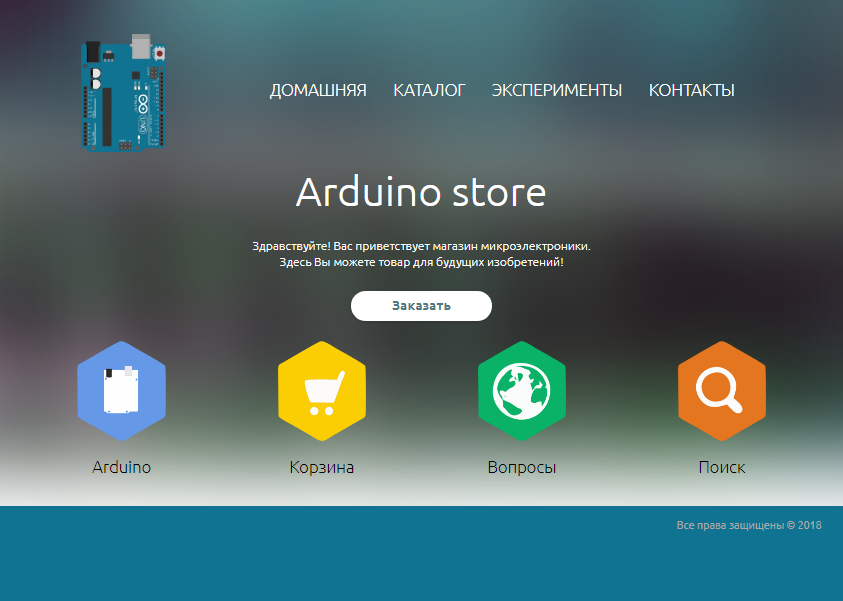 ДОМАШНЯЯ КАТАЛОГ ЭКСПЕРИМЕНТЫ КОНТАКТЫ
UNO
Arduino store
Здравствуйте! Вас приветствует магазин микроэлектроники.
Здесь Вы можете товар для будущих изобретений!
Заказать
Arduino Корзина Вопросы Поиск
Все права защищены © 2018